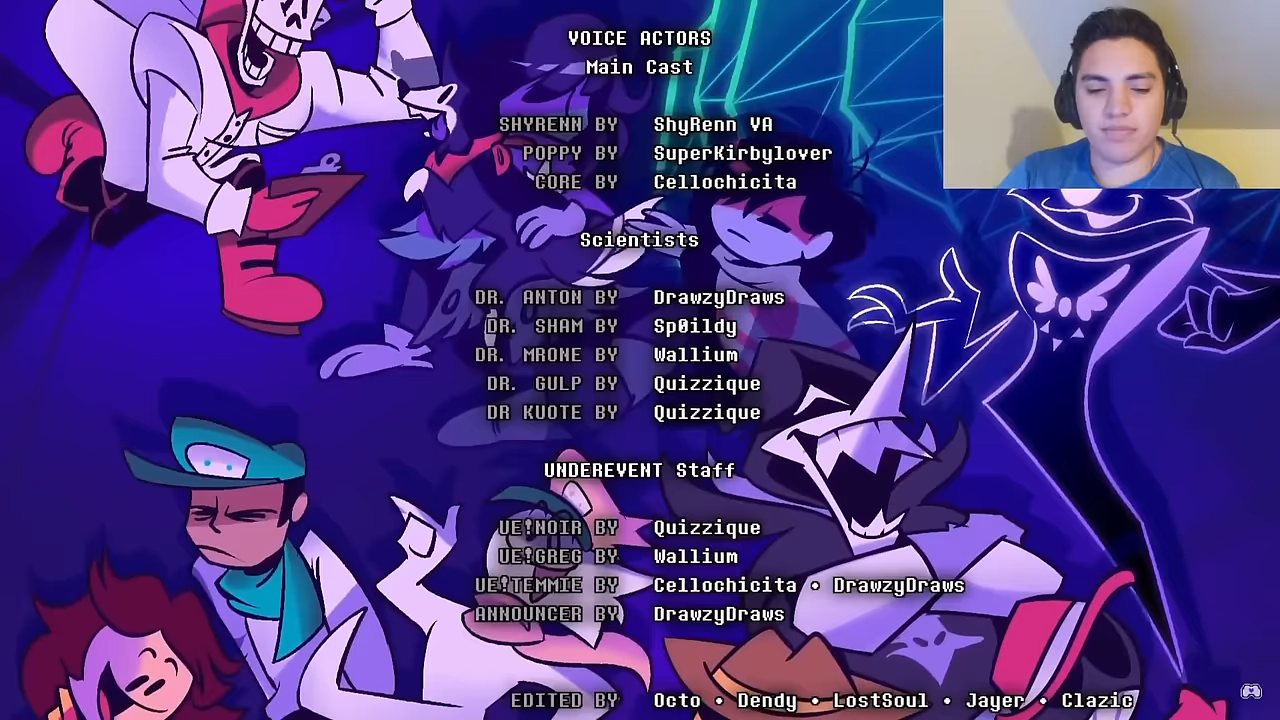 VOICE ACTORS
Main Cast
SHYRENN BY ShyRenn VA
POPPY BY SuperKirbylover
CORE BY Cellochicita
Scientists
DR. ANTON BY DrawzyDraws
DR. SHAM BY Sp0ildy
DR. MRONE BY Wallium
DR. GULP BY Quizzique
DR KUOTE BY Quizzique
UNDEREVENT Staff
UE!NOIR BY Quizzique
UE!GREG BY Wallium
UE!TEMMIE BY Cellochicita • DrawzyDraws
ANNOUNCER BY DrawzyDraws
EDITED BY Octo • Dendy • LostSoul • Jayer • Clazic